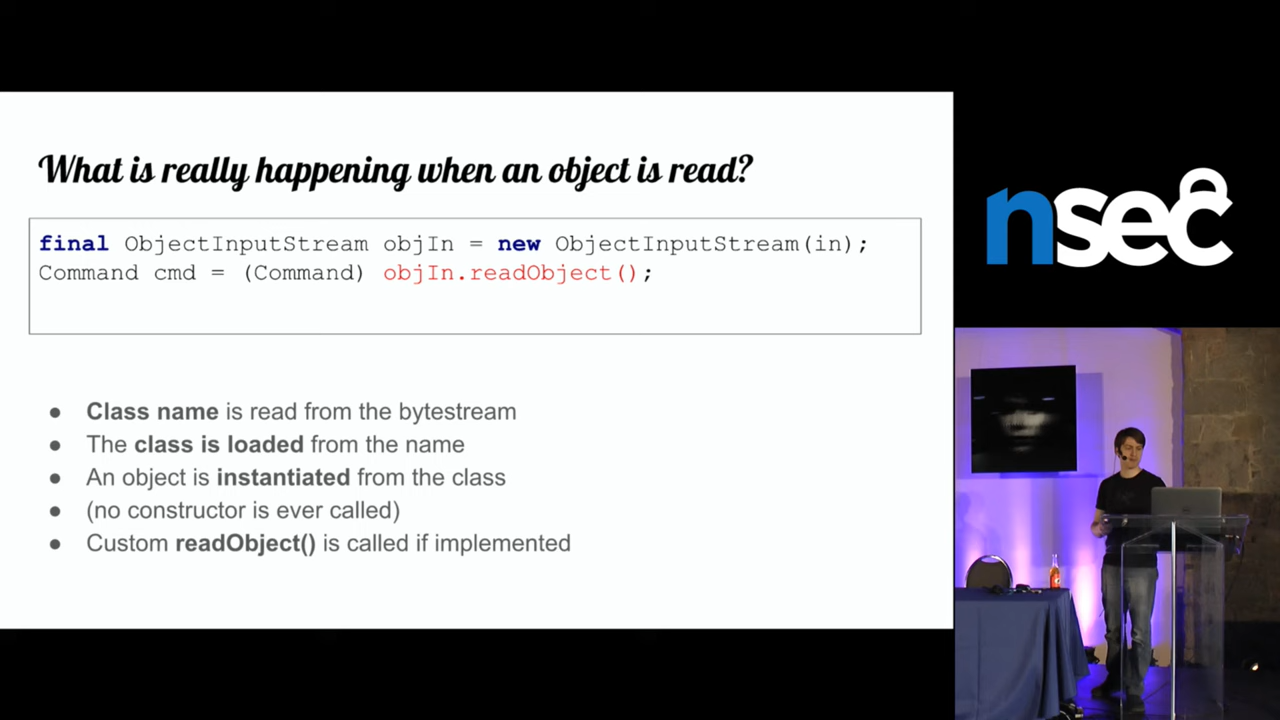 What is really happening when an object is read?
final ObjectInputStream objIn = new ObjectInputStream(in);
Command cmd = (Command) objIn.readObject();
● Class name is read from the bytestream
● The class is loaded from the name
● An object is instantiated from the class
● (no constructor is ever called)
● Custom readObject() is called if implemented
nsec